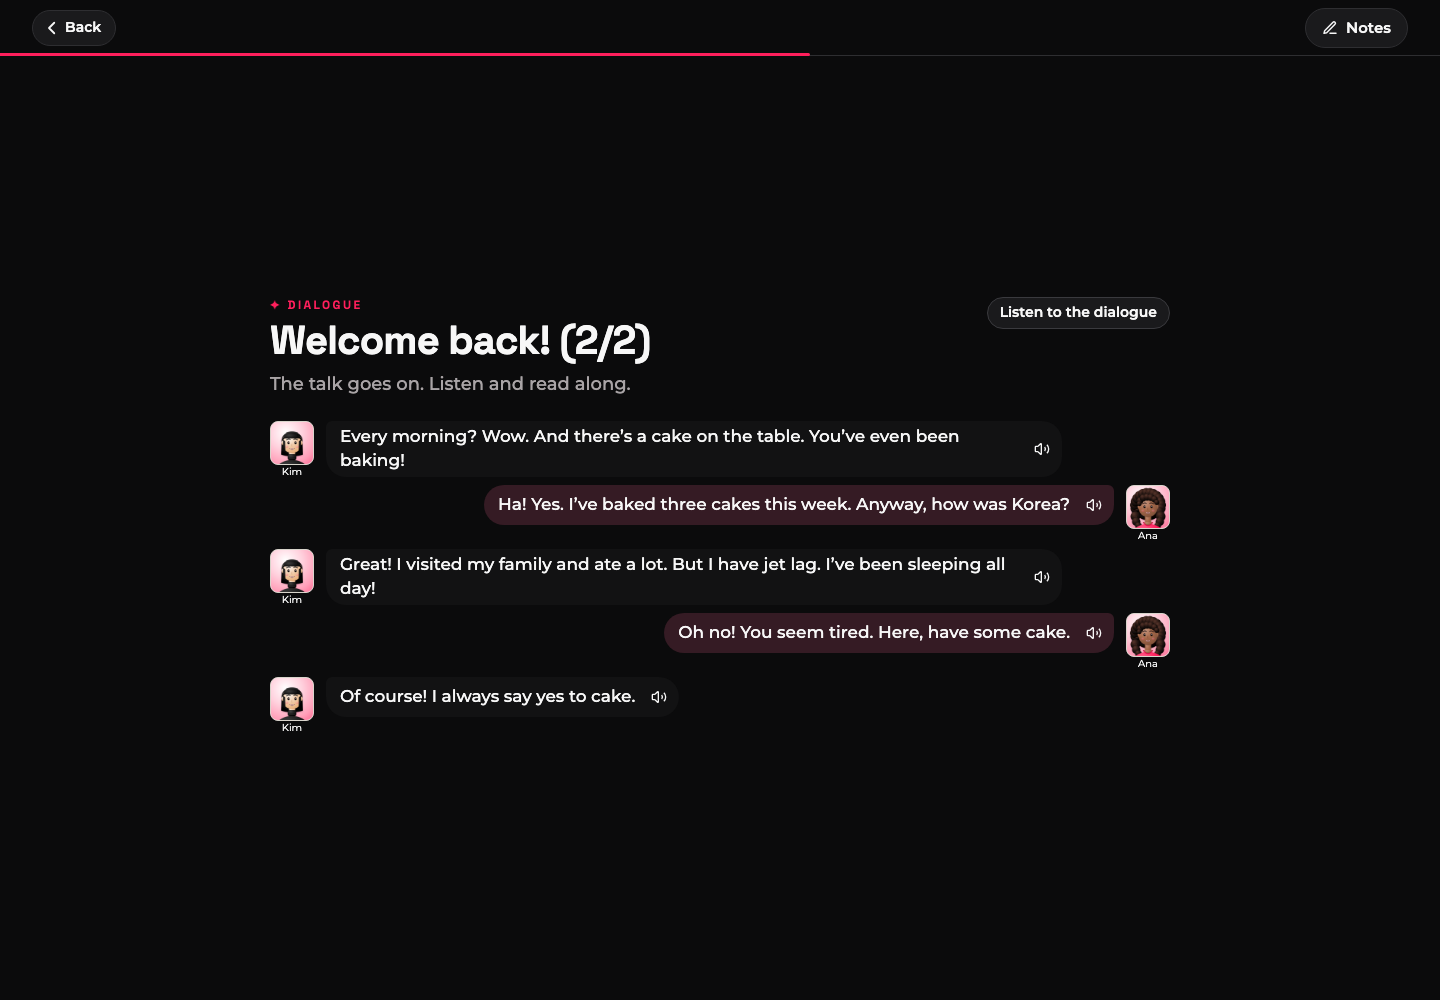 Back
Notes
DIALOGUE
Welcome back! (2/2)
Listen to the dialogue
The talk goes on. Listen and read along.
Every morning? Wow. And there’s a cake on the table. You’ve even been
baking!
Kim
Ha! Yes. I’ve baked three cakes this week. Anyway, how was Korea?
Ana
Great! I visited my family and ate a lot. But I have jet lag. I’ve been sleeping all
day!
Kim
Oh no! You seem tired. Here, have some cake.
Ana
Of course! I always say yes to cake.
Kim